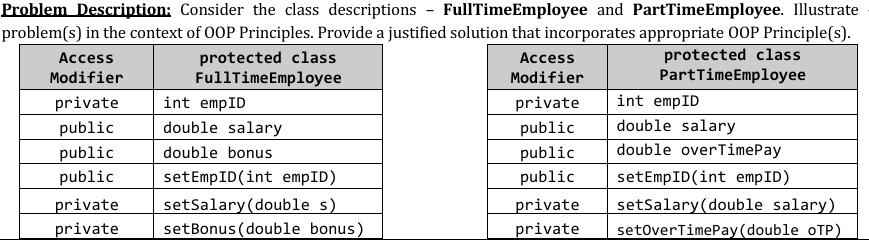 Problem Description: Consider the class descriptions – FullTimeEmployee and PartTimeEmployee. Illustrate
problem(s) in the context of OOP Principles. Provide a justified solution that incorporates appropriate OOP Principle(s).
Access Modifier protected class FullTimeEmployee
private int empID
public double salary
public double bonus
public setEmpID(int empID)
private setSalary(double s)
private setBonus(double bonus)
Access Modifier protected class PartTimeEmployee
private int empID
public double salary
public double overTimePay
public setEmpID(int empID)
private setSalary(double salary)
private setOverTimePay(double oTP)